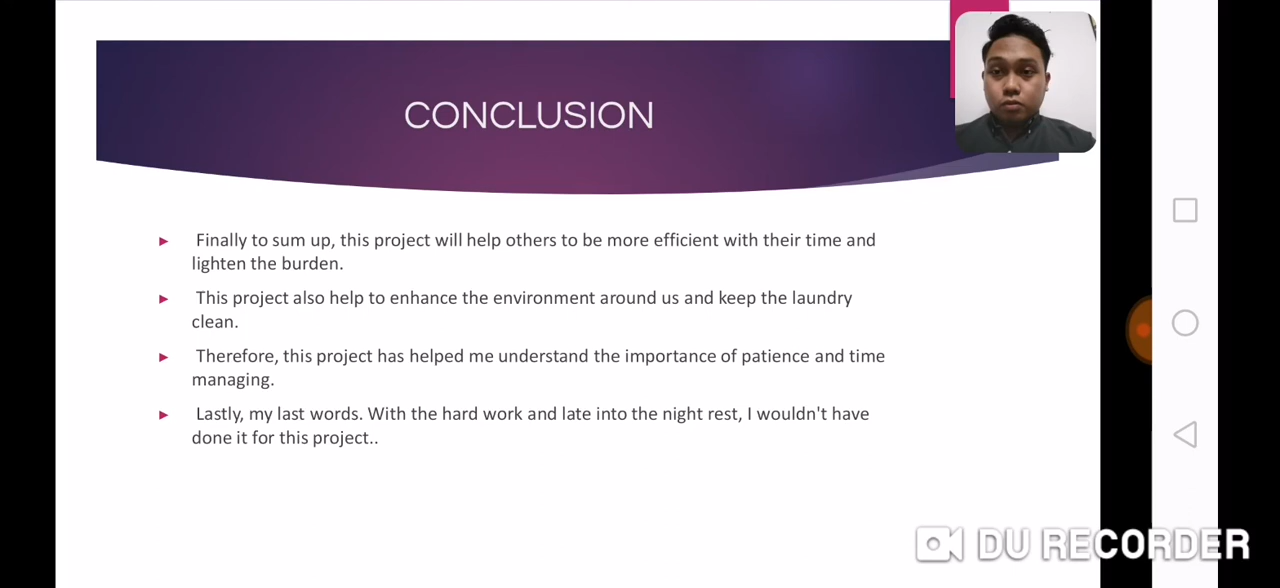 CONCLUSION
Finally to sum up, this project will help others to be more efficient with their time and
lighten the burden.
This project also help to enhance the environment around us and keep the laundry
clean.
Therefore, this project has helped me understand the importance of patience and time
managing.
Lastly, my last words. With the hard work and late into the night rest, I wouldn't have
done it for this project..
DU RECORDER